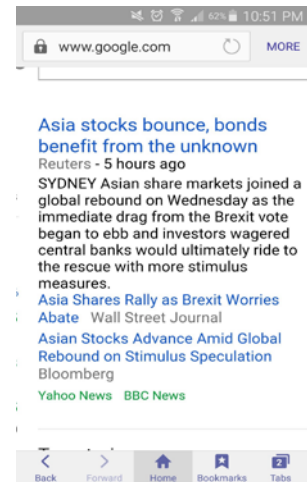 62% 10:51 PM
www.google.com MORE
Asia stocks bounce, bonds
benefit from the unknown
Reuters - 5 hours ago
SYDNEY Asian share markets joined a
global rebound on Wednesday as the
immediate drag from the Brexit vote
began to ebb and investors wagered
central banks would ultimately ride to
the rescue with more stimulus
measures.
Asia Shares Rally as Brexit Worries
Abate Wall Street Journal
Asian Stocks Advance Amid Global
Rebound on Stimulus Speculation
Bloomberg
Yahoo News BBC News
2
Back Forward Home Bookmarks Tabs